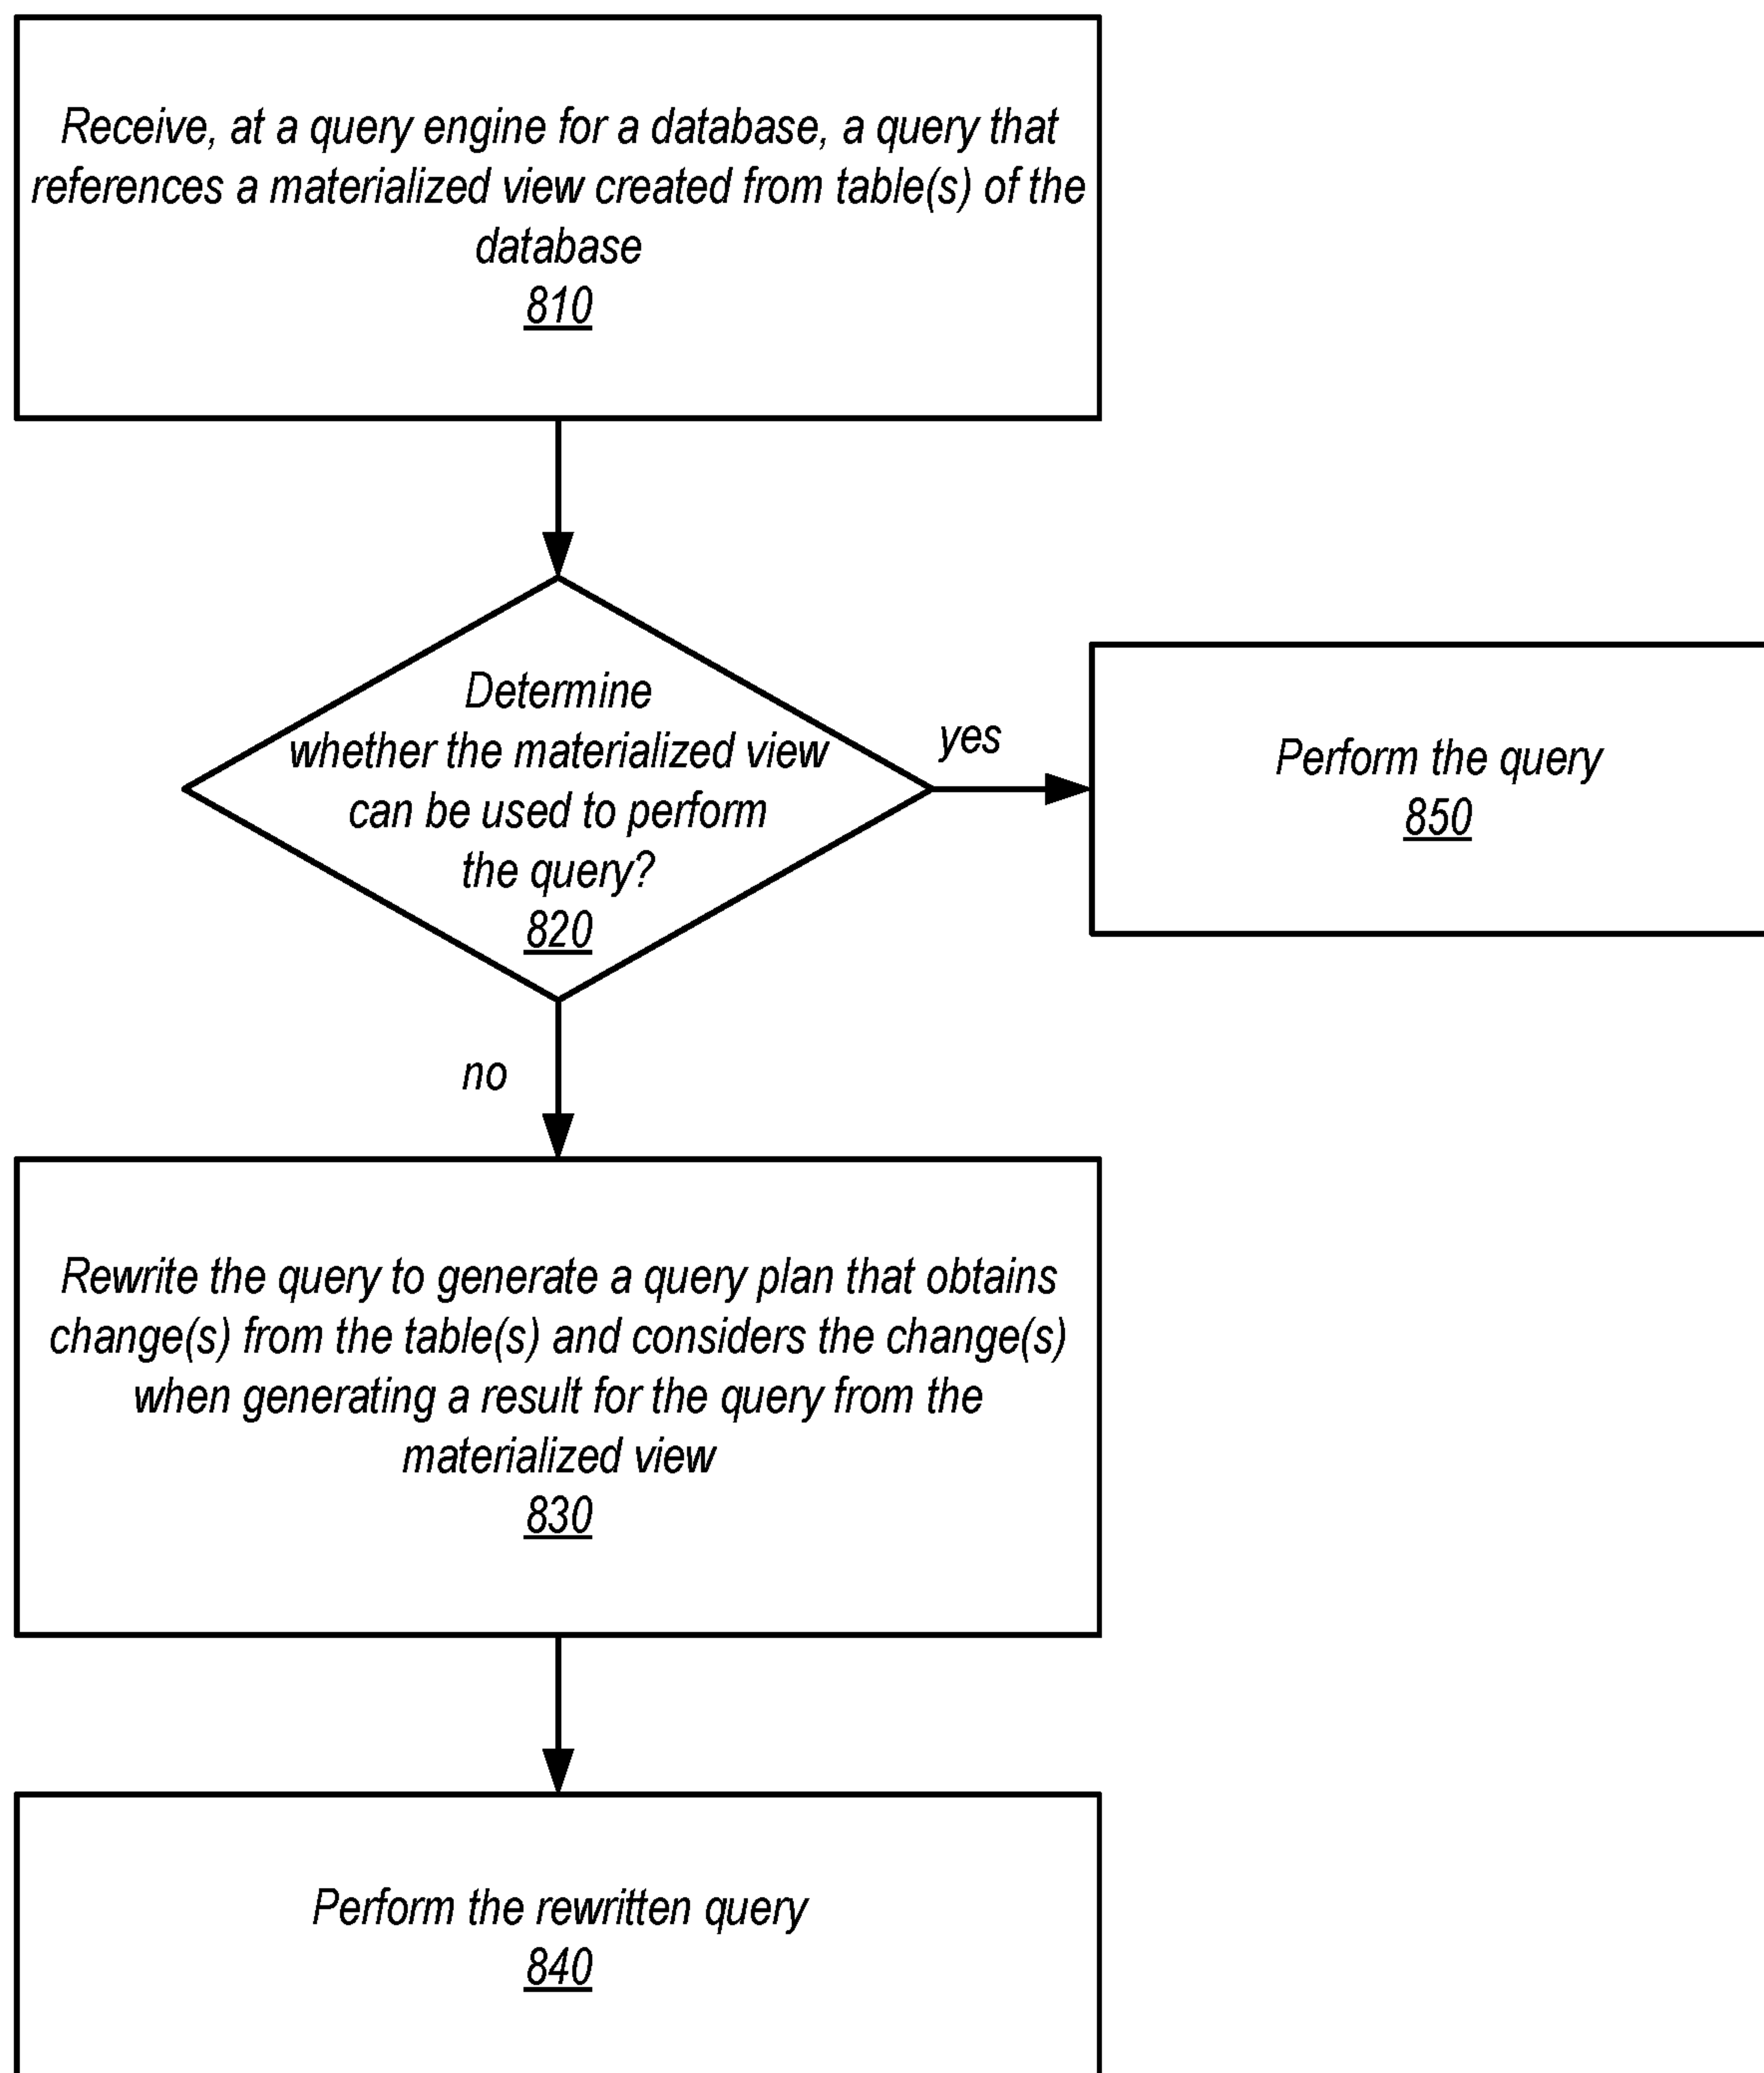 Receive, at a query engine for a database, a query that
references a materialized view created from table(s) of the
database
810
Determine
whether the materialized view
can be used to perform
the query?
820
yes
Perform the query
850
no
Rewrite the query to generate a query plan that obtains
change(s) from the table(s) and considers the change(s)
when generating a result for the query from the
materialized view
830
Perform the rewritten query
840